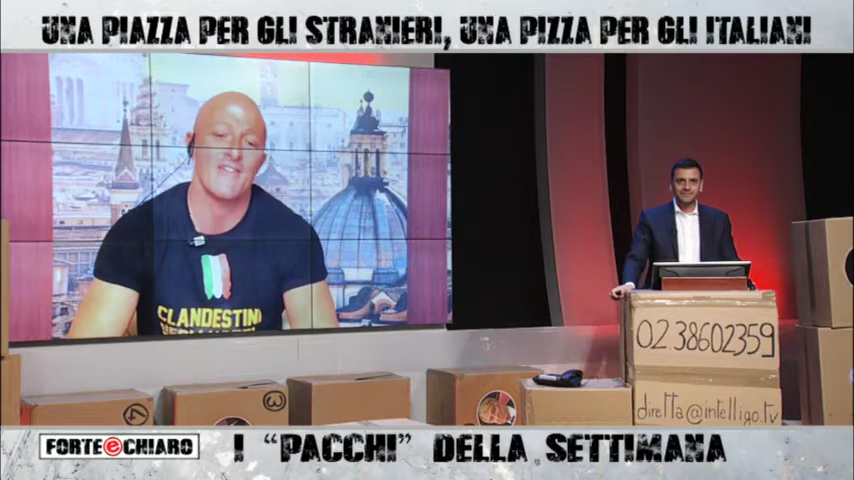 UNA PIAZZA PER GLI STRANIERI, UNA PIZZA PER GLI ITALIANI
CLANDESTINO
02.38602359
diretta@intelligo.tv
FORTE e CHIARO
I “PACCHI” DELLA SETTIMANA